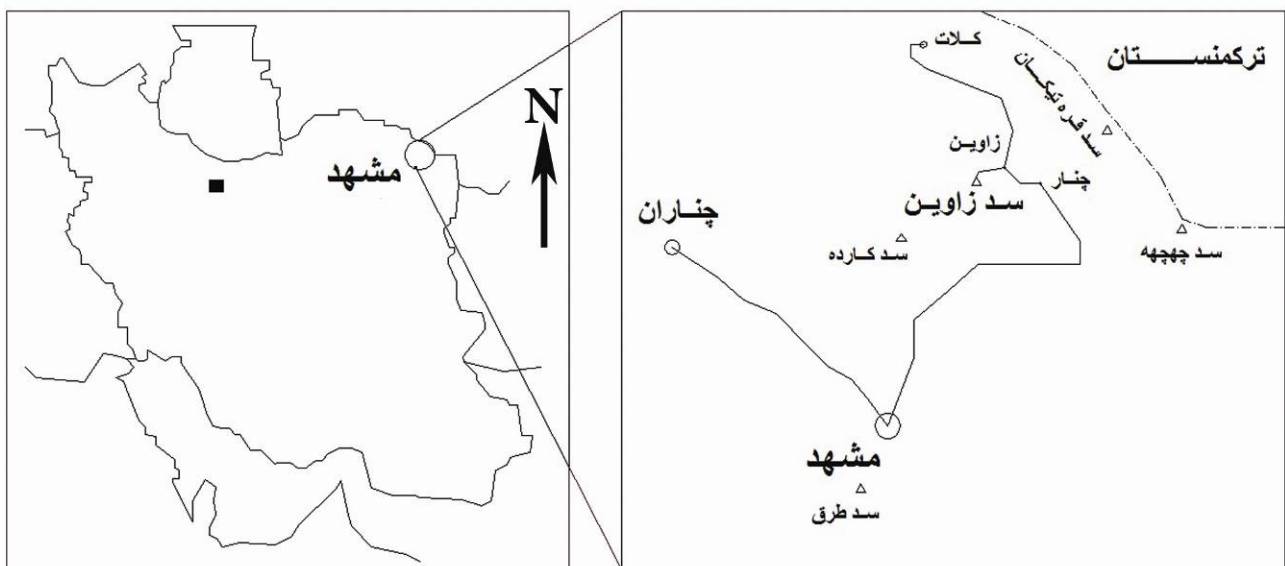 N
مشهد
کلات
ترکمنستان
سد قره تیکان
زاوین
چنار
سد زاوین
چناران
سد کارده
سد چهچهه
مشهد
سد طرق